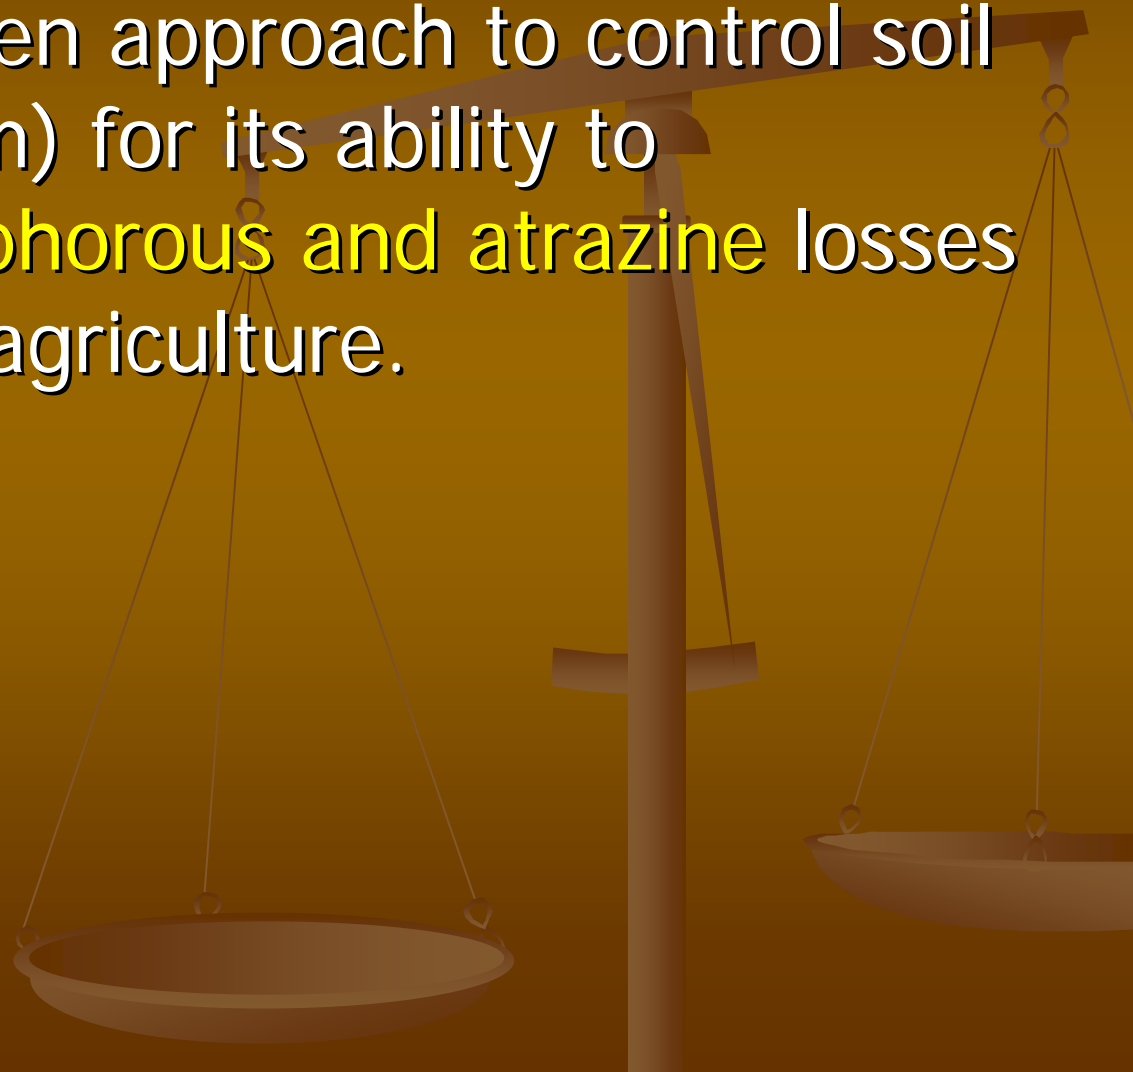 en approach to control soil
) for its ability to
phorous and atrazine losses
agriculture.